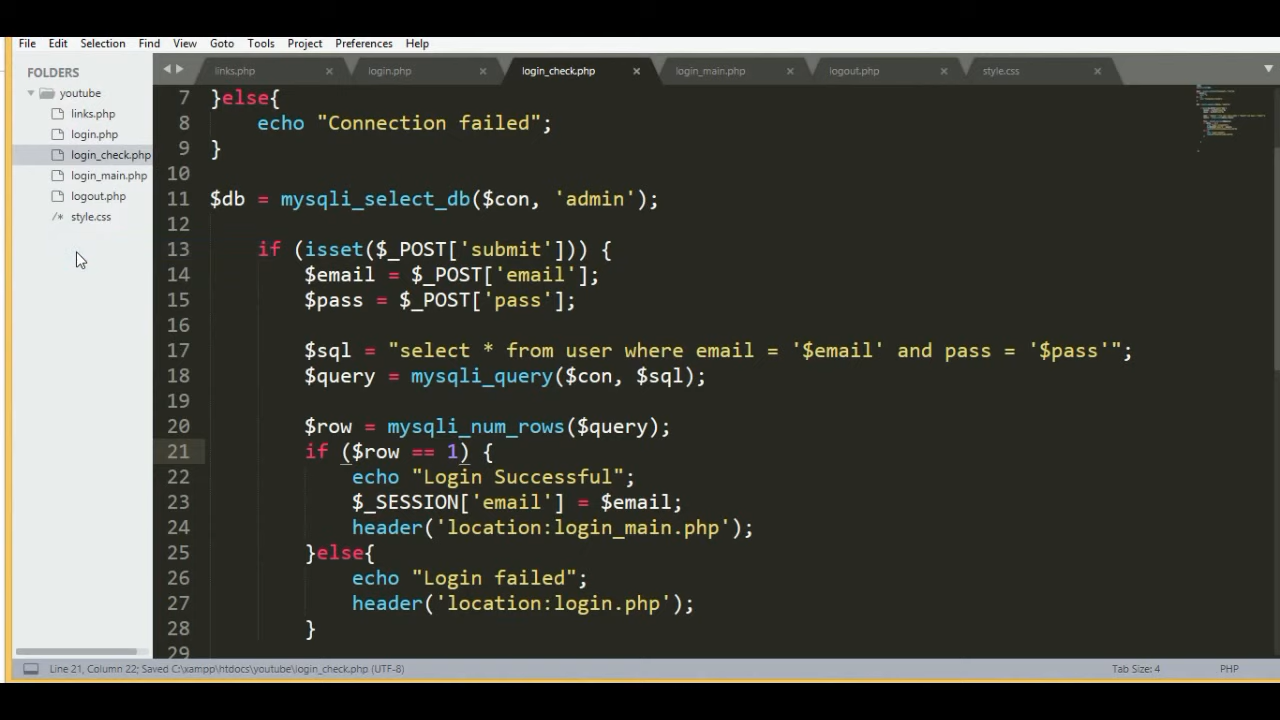 File Edit Selection Find View Goto Tools Project Preferences Help
FOLDERS
youtube
links.php
login.php
login_check.php
login_main.php
logout.php
/* style.css
links.php × login.php × login_check.php × login_main.php × logout.php × style.css ×
7 }else{
8 echo "Connection failed";
9 }
10
11 $db = mysqli_select_db($con, 'admin');
12
13 if (isset($_POST['submit'])) {
14 $email = $_POST['email'];
15 $pass = $_POST['pass'];
16
17 $sql = "select * from user where email = '$email' and pass = '$pass'";
18 $query = mysqli_query($con, $sql);
19
20 $row = mysqli_num_rows($query);
21 if ($row == 1) {
22 echo "Login Successful";
23 $_SESSION['email'] = $email;
24 header('location:login_main.php');
25 }else{
26 echo "Login failed";
27 header('location:login.php');
28 }
29
Line 21, Column 22; Saved C:\xampp\htdocs\youtube\login_check.php (UTF-8) Tab Size: 4 PHP